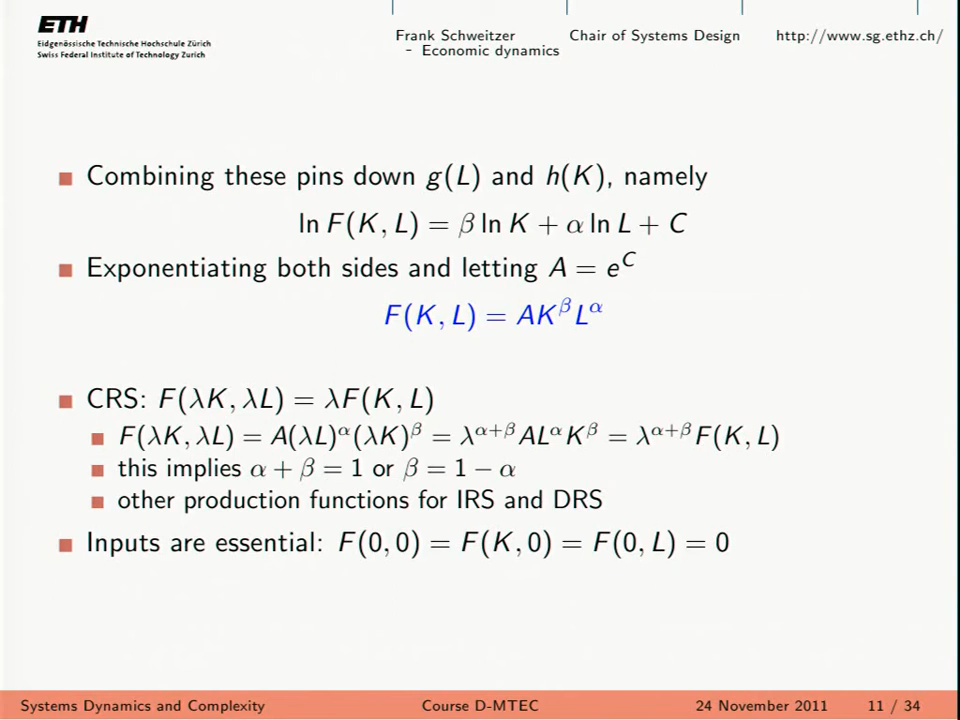 ETH
Eidgenössische Technische Hochschule Zürich
Swiss Federal Institute of Technology Zurich
Frank Schweitzer
- Economic dynamics
Chair of Systems Design
http://www.sg.ethz.ch/
Combining these pins down g(L) and h(K), namely
ln F(K, L) = β ln K + α ln L + C
Exponentiating both sides and letting A = e^C
F(K, L) = AK^β L^α
CRS: F(λK, λL) = λF(K, L)
F(λK, λL) = A(λL)^α (λK)^β = λ^{α+β} AL^α K^β = λ^{α+β} F(K, L)
this implies α + β = 1 or β = 1 − α
other production functions for IRS and DRS
Inputs are essential: F(0, 0) = F(K, 0) = F(0, L) = 0
Systems Dynamics and Complexity
Course D-MTEC
24 November 2011
11 / 34